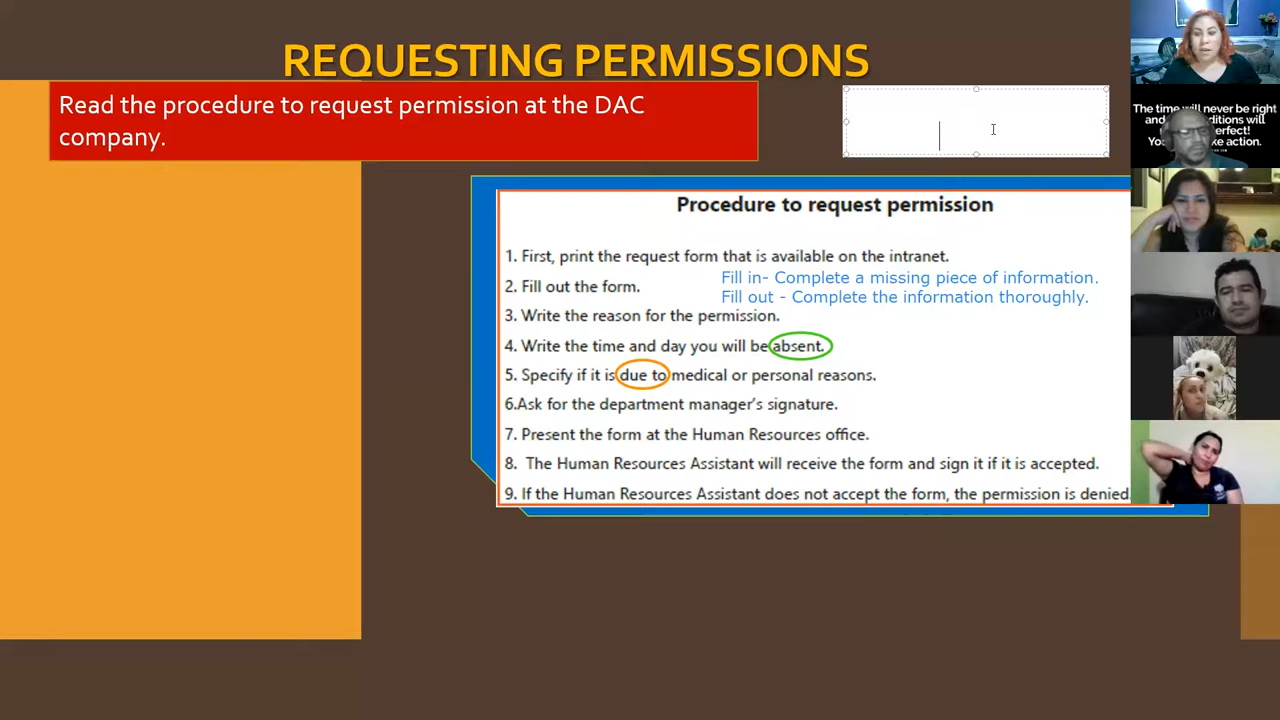 REQUESTING PERMISSIONS
Read the procedure to request permission at the DAC
company.
The time will never be right
and
will
perfect!
action.
Procedure to request permission
1. First, print the request form that is available on the intranet.
Fill in- Complete a missing piece of information.
2. Fill out the form.
Fill out - Complete the information thoroughly.
3. Write the reason for the permission.
4. Write the time and day you will be absent.
5. Specify if it is due to medical or personal reasons.
6.Ask for the department manager's signature.
7. Present the form at the Human Resources office.
8. The Human Resources Assistant will receive the form and sign it if it is accepted.
9. If the Human Resources Assistant does not accept the form, the permission is denied.